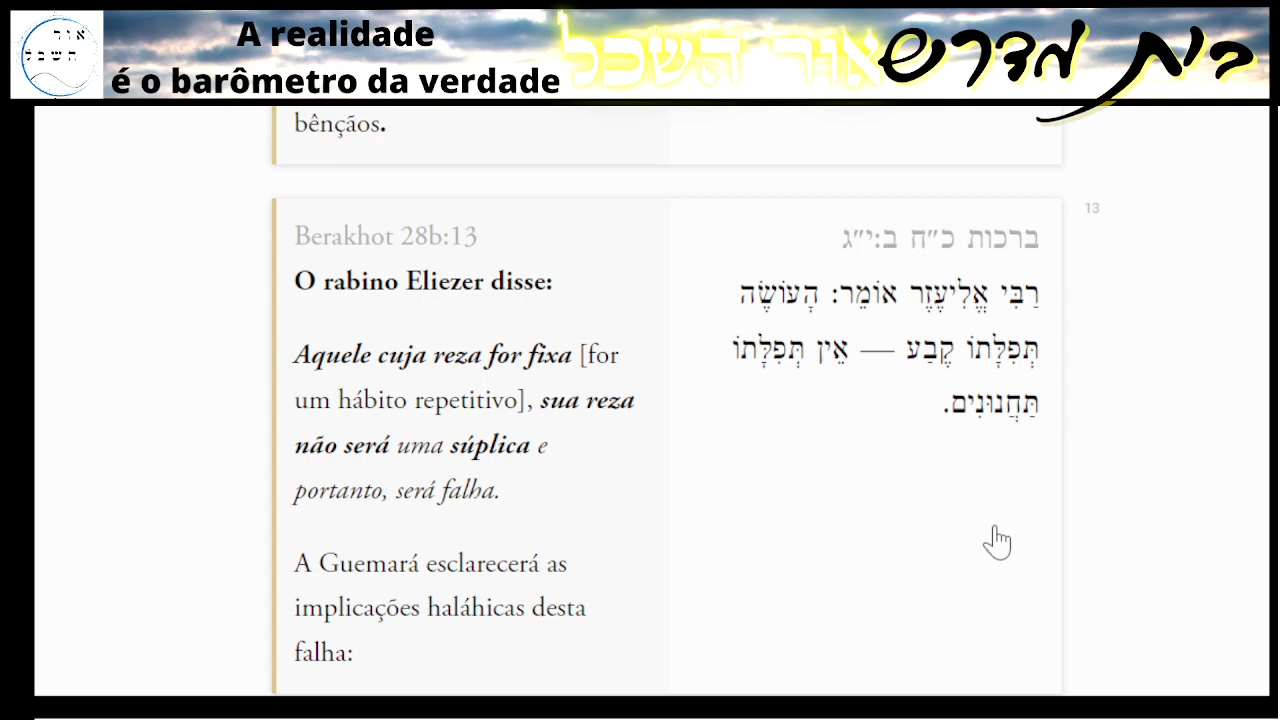 אור
השכל
A realidade
é o barômetro da verdade
אור השכל
בית מדרש
bênçãos.
13
Berakhot 28b:13
O rabino Eliezer disse:
Aquele cuja reza for fixa [for
um hábito repetitivo], sua reza
não será uma súplica e
portanto, será falha.
A Guemará esclarecerá as
implicações haláhicas desta
falha:
ברכות כ״ח ב:י״ג
רַבִּי אֱלִיעֶזֶר אוֹמֵר: הָעוֹשֶׂה
תְּפִלָּתוֹ קֶבַע — אֵין תְּפִלָּתוֹ
תַּחֲנוּנִים.